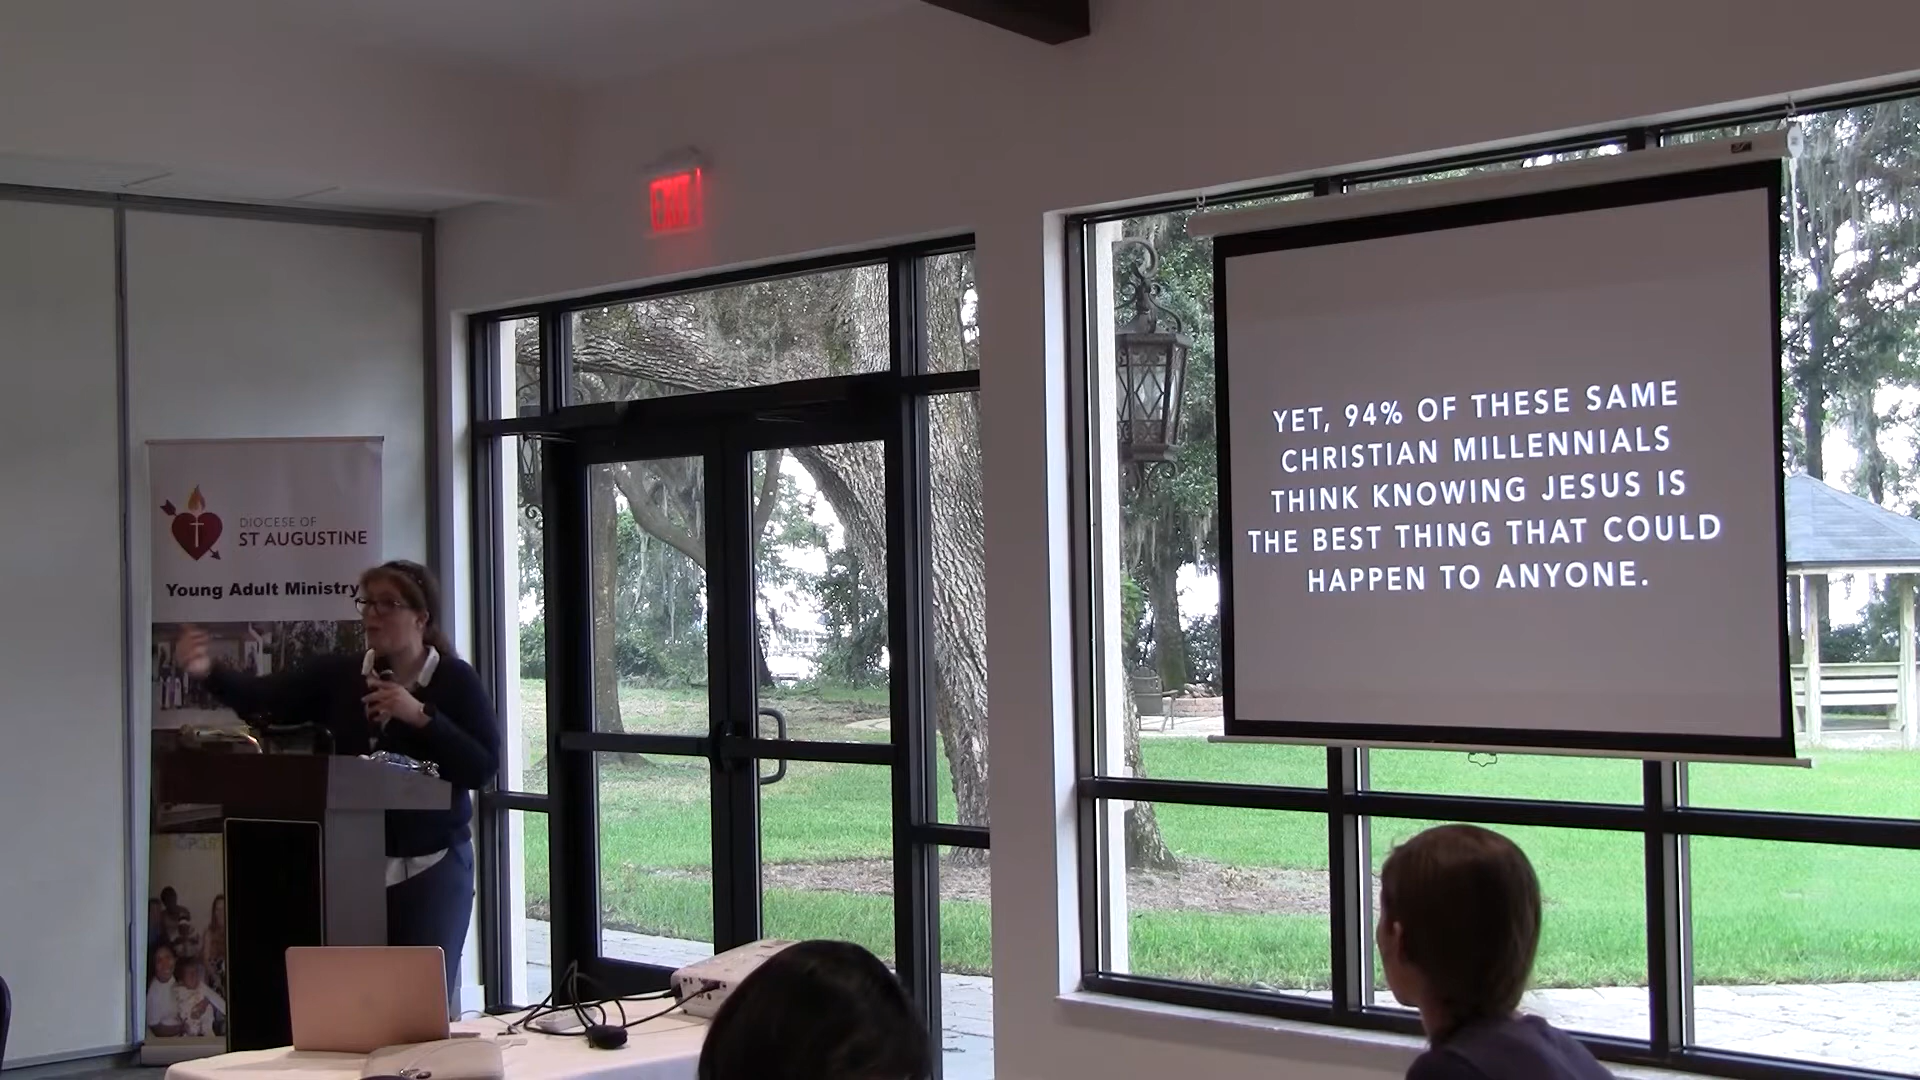 EXIT
DIOCESE OF
ST AUGUSTINE
Young Adult Ministry
YET, 94% OF THESE SAME
CHRISTIAN MILLENNIALS
THINK KNOWING JESUS IS
THE BEST THING THAT COULD
HAPPEN TO ANYONE.